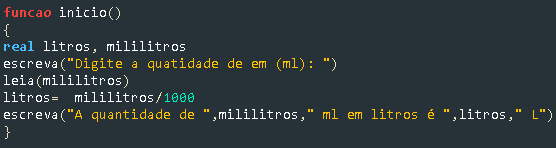 funcao inicio()
{
real litros, mililitros
escreva("Digite a quatidade de em (ml): ")
leia(mililitros)
litros=  mililitros/1000
escreva("A quantidade de ",mililitros," ml em litros é ",litros," L")
}